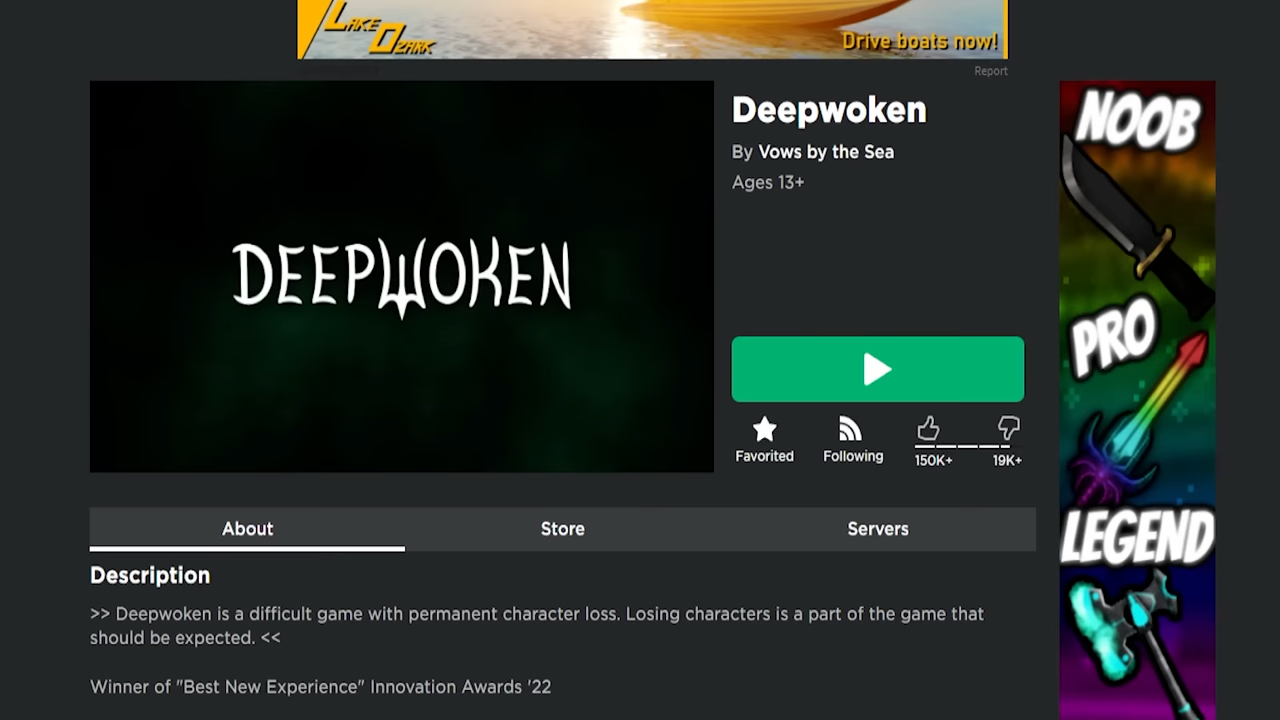 LAKE
OZARK
Drive boats now!
Report
DEEPWOKEN
Deepwoken
By Vows by the Sea
Ages 13+
Favorited
Following
150K+
19K+
About
Store
Servers
Description
>> Deepwoken is a difficult game with permanent character loss. Losing characters is a part of the game that
should be expected. <<
Winner of "Best New Experience" Innovation Awards '22
NOOB
PRO
LEGEND